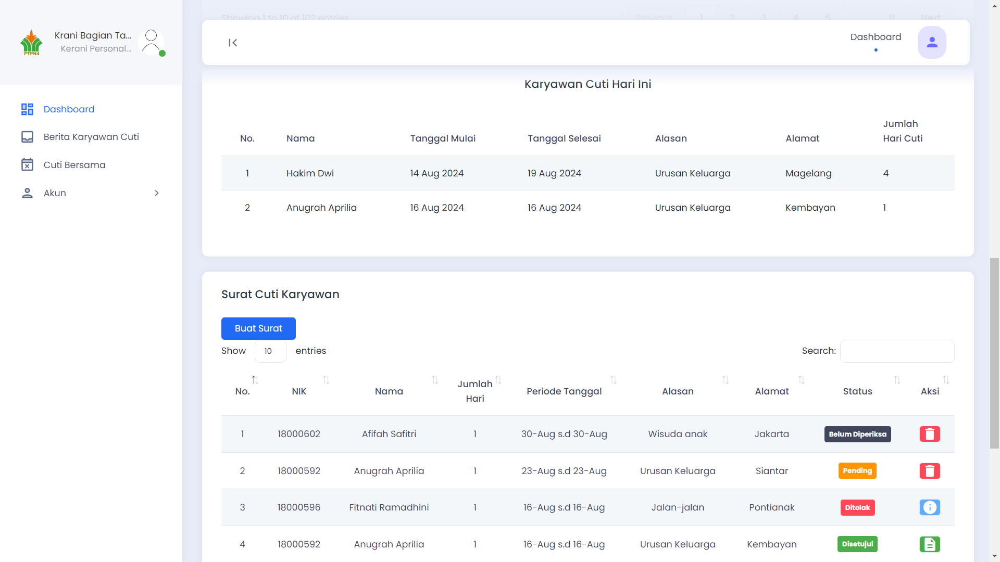 Showing 1 to 10 of 102 entries
Previous 1 2 3 4 5 11 Next
PTPN4
Krani Bagian Ta...
Kerani Personal...
Dashboard
Dashboard
Berita Karyawan Cuti
Cuti Bersama
Akun
Karyawan Cuti Hari Ini
No. Nama Tanggal Mulai Tanggal Selesai Alasan Alamat Jumlah Hari Cuti
1 Hakim Dwi 14 Aug 2024 19 Aug 2024 Urusan Keluarga Magelang 4
2 Anugrah Aprilia 16 Aug 2024 16 Aug 2024 Urusan Keluarga Kembayan 1
Surat Cuti Karyawan
Buat Surat
Show 10 entries
Search:
No. NIK Nama Jumlah Hari Periode Tanggal Alasan Alamat Status Aksi
1 18000602 Afifah Safitri 1 30-Aug s.d 30-Aug Wisuda anak Jakarta Belum Diperiksa
2 18000592 Anugrah Aprilia 1 23-Aug s.d 23-Aug Urusan Keluarga Siantar Pending
3 18000596 Fitnati Ramadhini 1 16-Aug s.d 16-Aug Jalan-jalan Pontianak Ditolak
4 18000592 Anugrah Aprilia 1 16-Aug s.d 16-Aug Urusan Keluarga Kembayan Disetujui